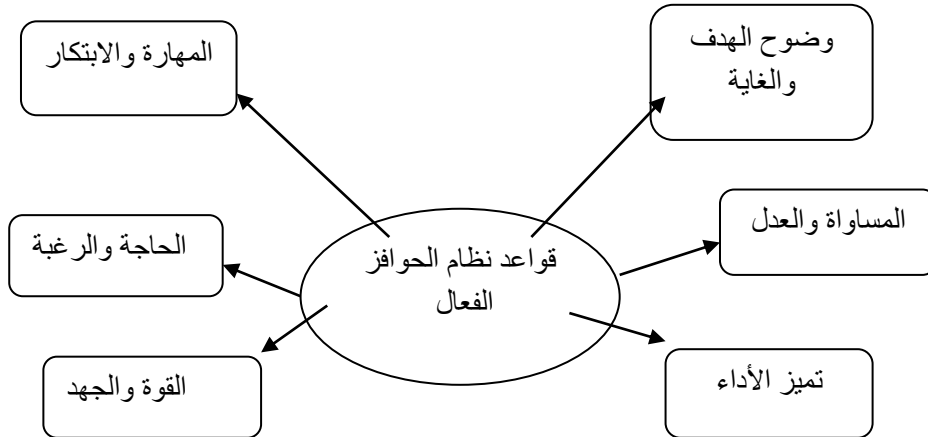 وضوح الهدف
والغاية
المهارة والابتكار
المساواة والعدل
الحاجة والرغبة
قواعد نظام الحوافز
الفعال
تميز الأداء
القوة والجهد